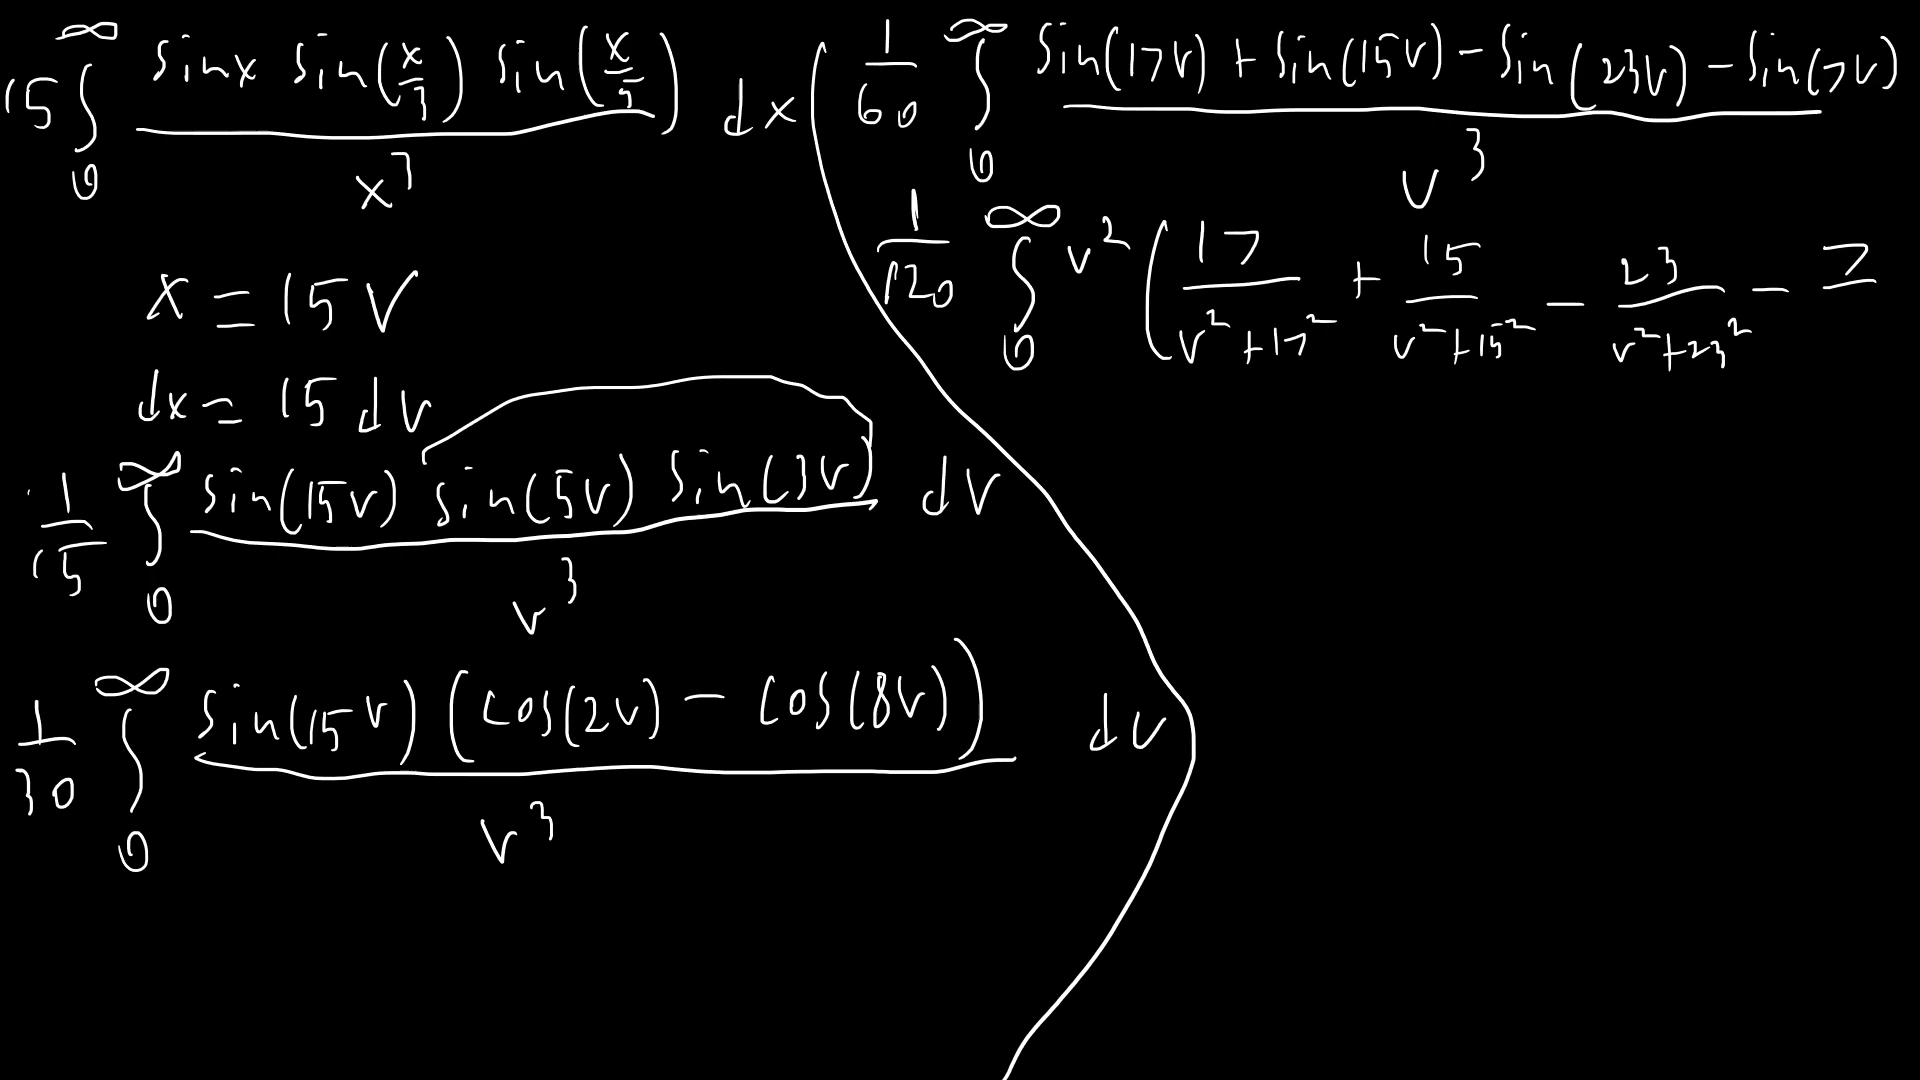 15 ∫₀^∞ (sin x sin(x/3) sin(x/5)) / x³ dx
x = 15 v
dx = 15 dv
1/15 ∫₀^∞ (sin(15v) sin(5v) sin(3v)) / v³ dv
1/30 ∫₀^∞ (sin(15v) (cos(2v) − cos(8v))) / v³ dv
1/60 ∫₀^∞ (sin(17v) + sin(15v) − sin(23v) − sin(7v)) / v³
1/120 ∫₀^∞ v² ( 17/(v²+17²) + 15/(v²+15²) − 23/(v²+23²) − 7/